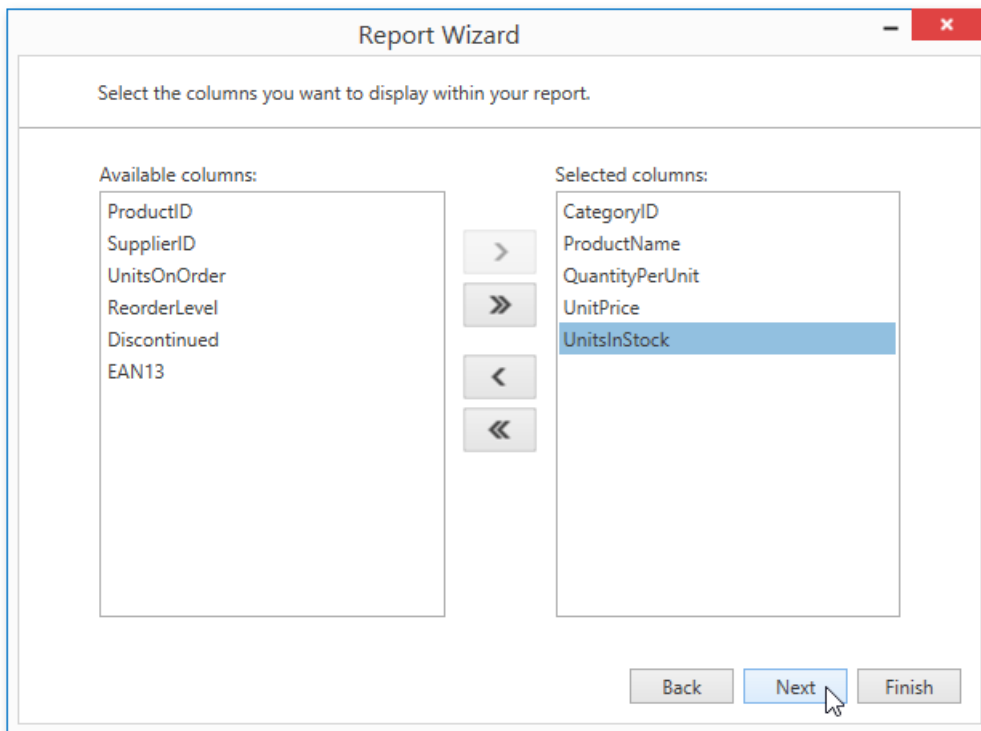 Report Wizard
Select the columns you want to display within your report.
Available columns:
ProductID
SupplierID
UnitsOnOrder
ReorderLevel
Discontinued
EAN13
Selected columns:
CategoryID
ProductName
QuantityPerUnit
UnitPrice
UnitsInStock
Back
Next
Finish